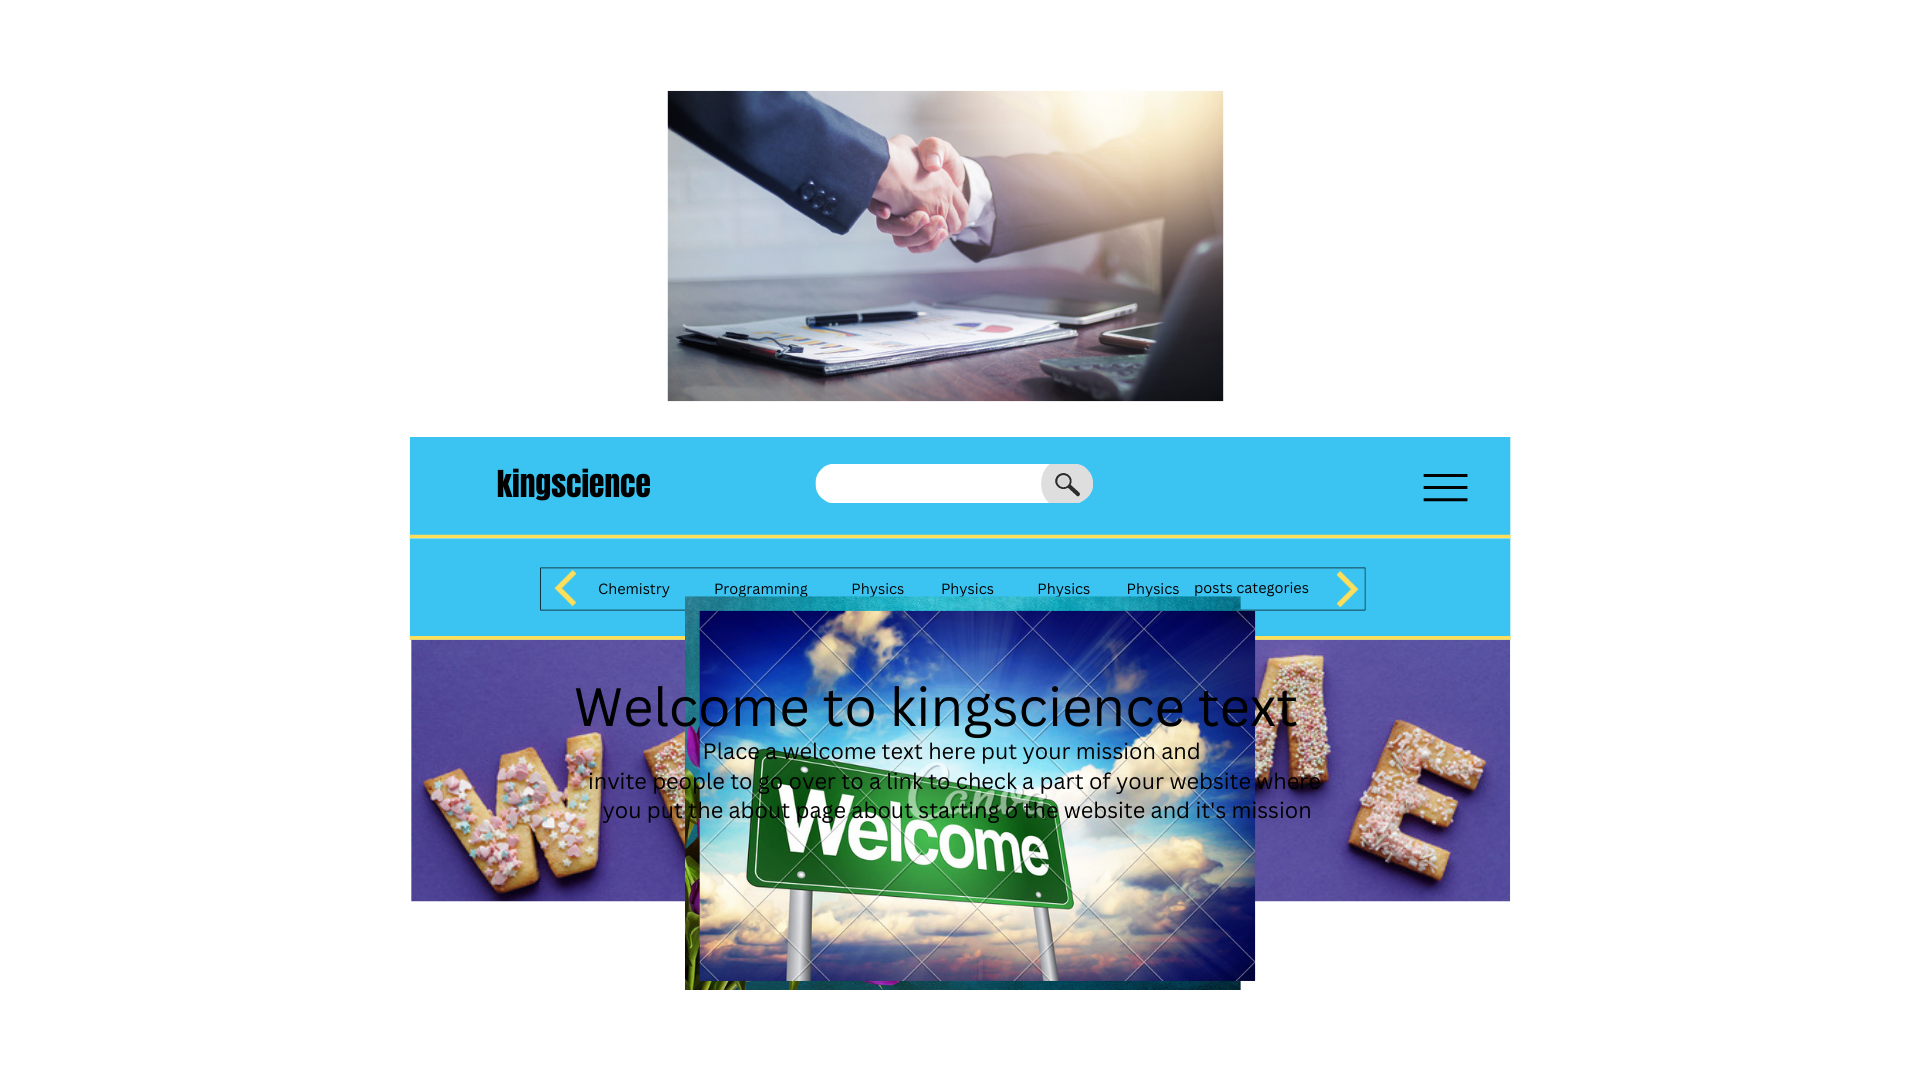 kingscience
Chemistry Programming Physics Physics Physics Physics posts categories
Welcome to kingscience text
Place a welcome text here put your mission and
invite people to go over to a link to check a part of your website where
you put the about page about starting o the website and it's mission
Welcome
Canva
W E